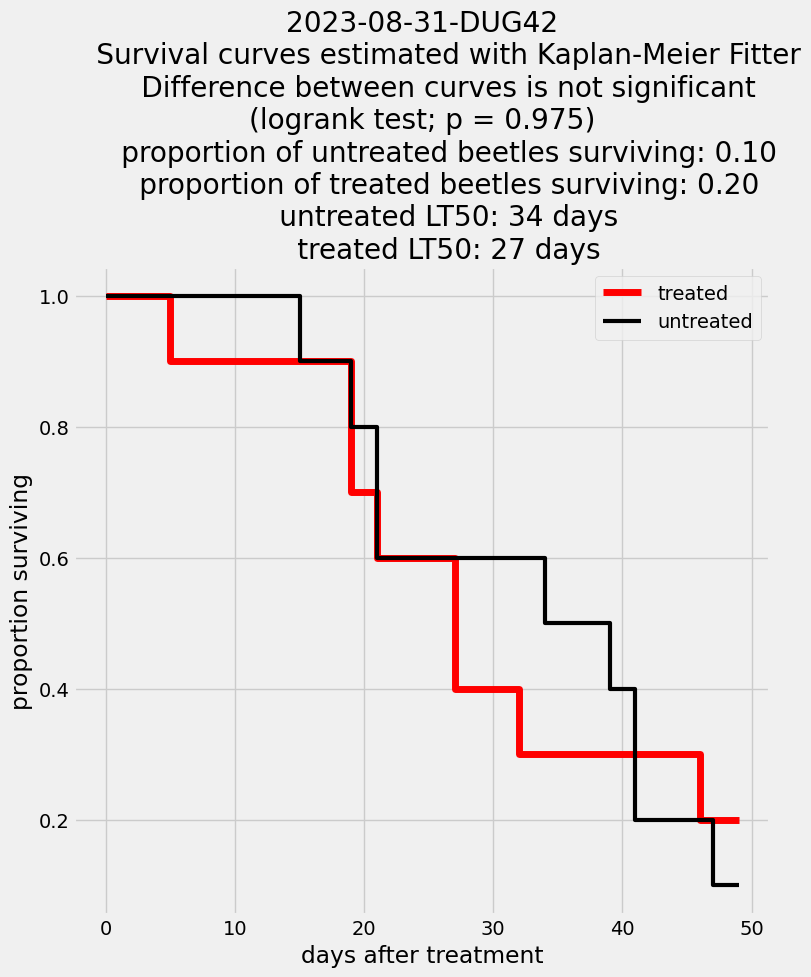 2023-08-31-DUG42
Survival curves estimated with Kaplan-Meier Fitter
Difference between curves is not significant
(logrank test; p = 0.975)
proportion of untreated beetles surviving: 0.10
proportion of treated beetles surviving: 0.20
untreated LT50: 34 days
treated LT50: 27 days
treated
untreated
1.0
0.8
0.6
0.4
0.2
proportion surviving
0 10 20 30 40 50
days after treatment